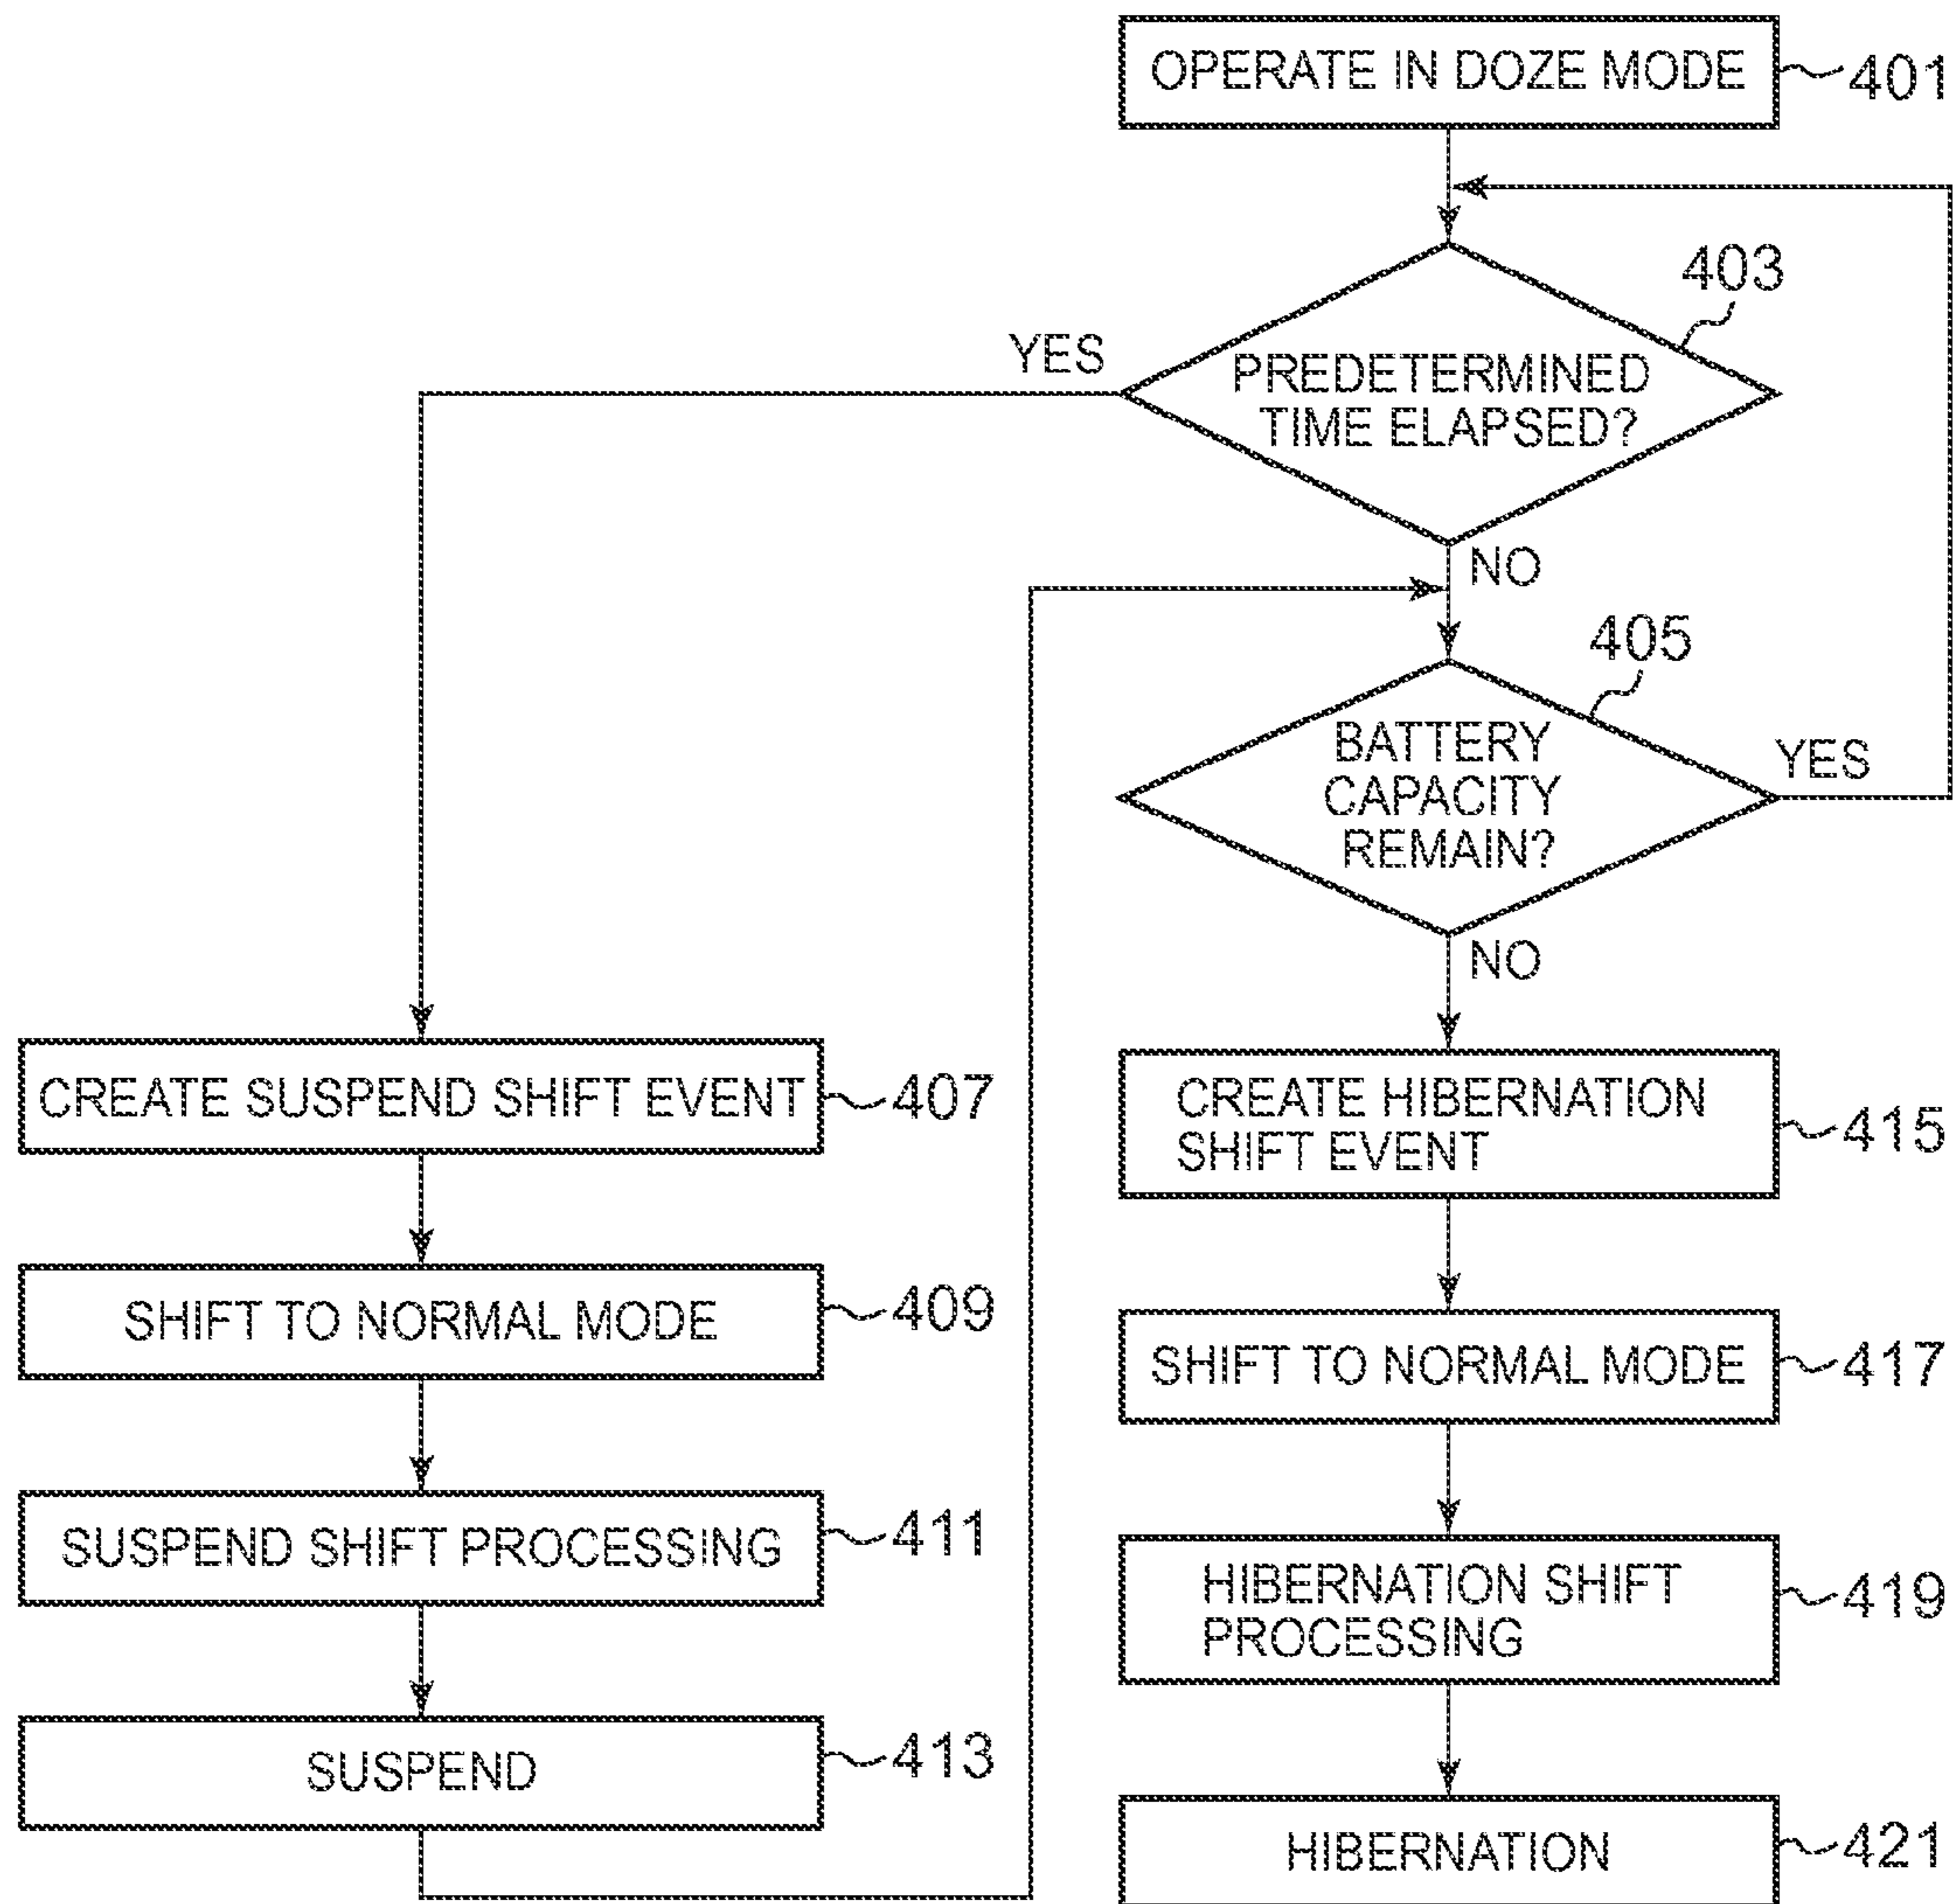 OPERATE IN DOZE MODE
401
403
YES
PREDETERMINED
TIME ELAPSED?
NO
405
BATTERY
CAPACITY
REMAIN?
YES
NO
CREATE SUSPEND SHIFT EVENT
407
CREATE HIBERNATION
SHIFT EVENT
415
SHIFT TO NORMAL MODE
409
SHIFT TO NORMAL MODE
417
SUSPEND SHIFT PROCESSING
411
HIBERNATION SHIFT
PROCESSING
419
SUSPEND
413
HIBERNATION
421